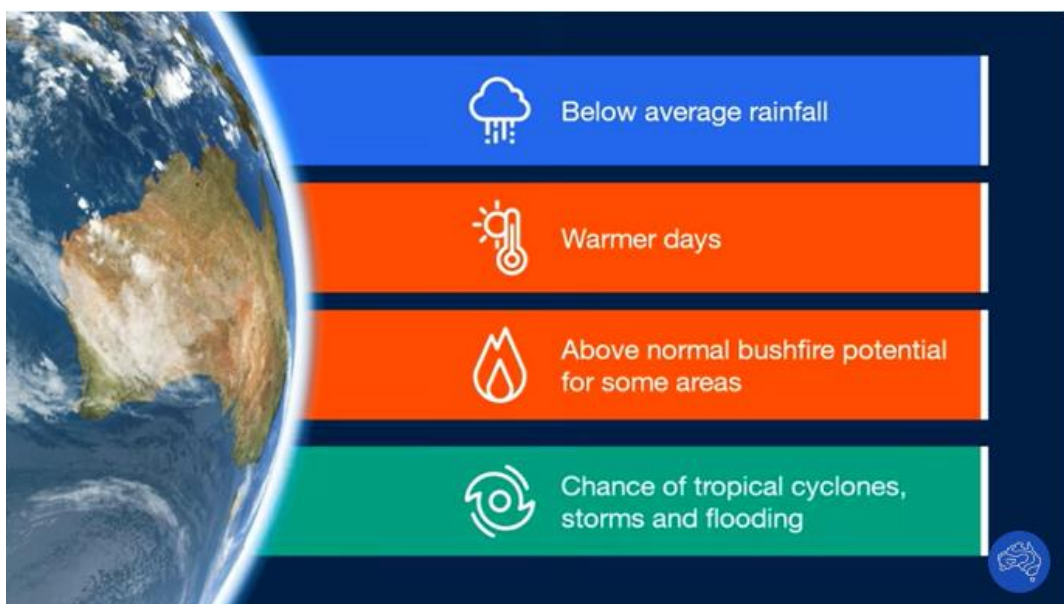 Below average rainfall
Warmer days
Above normal bushfire potential
for some areas
Chance of tropical cyclones,
storms and flooding